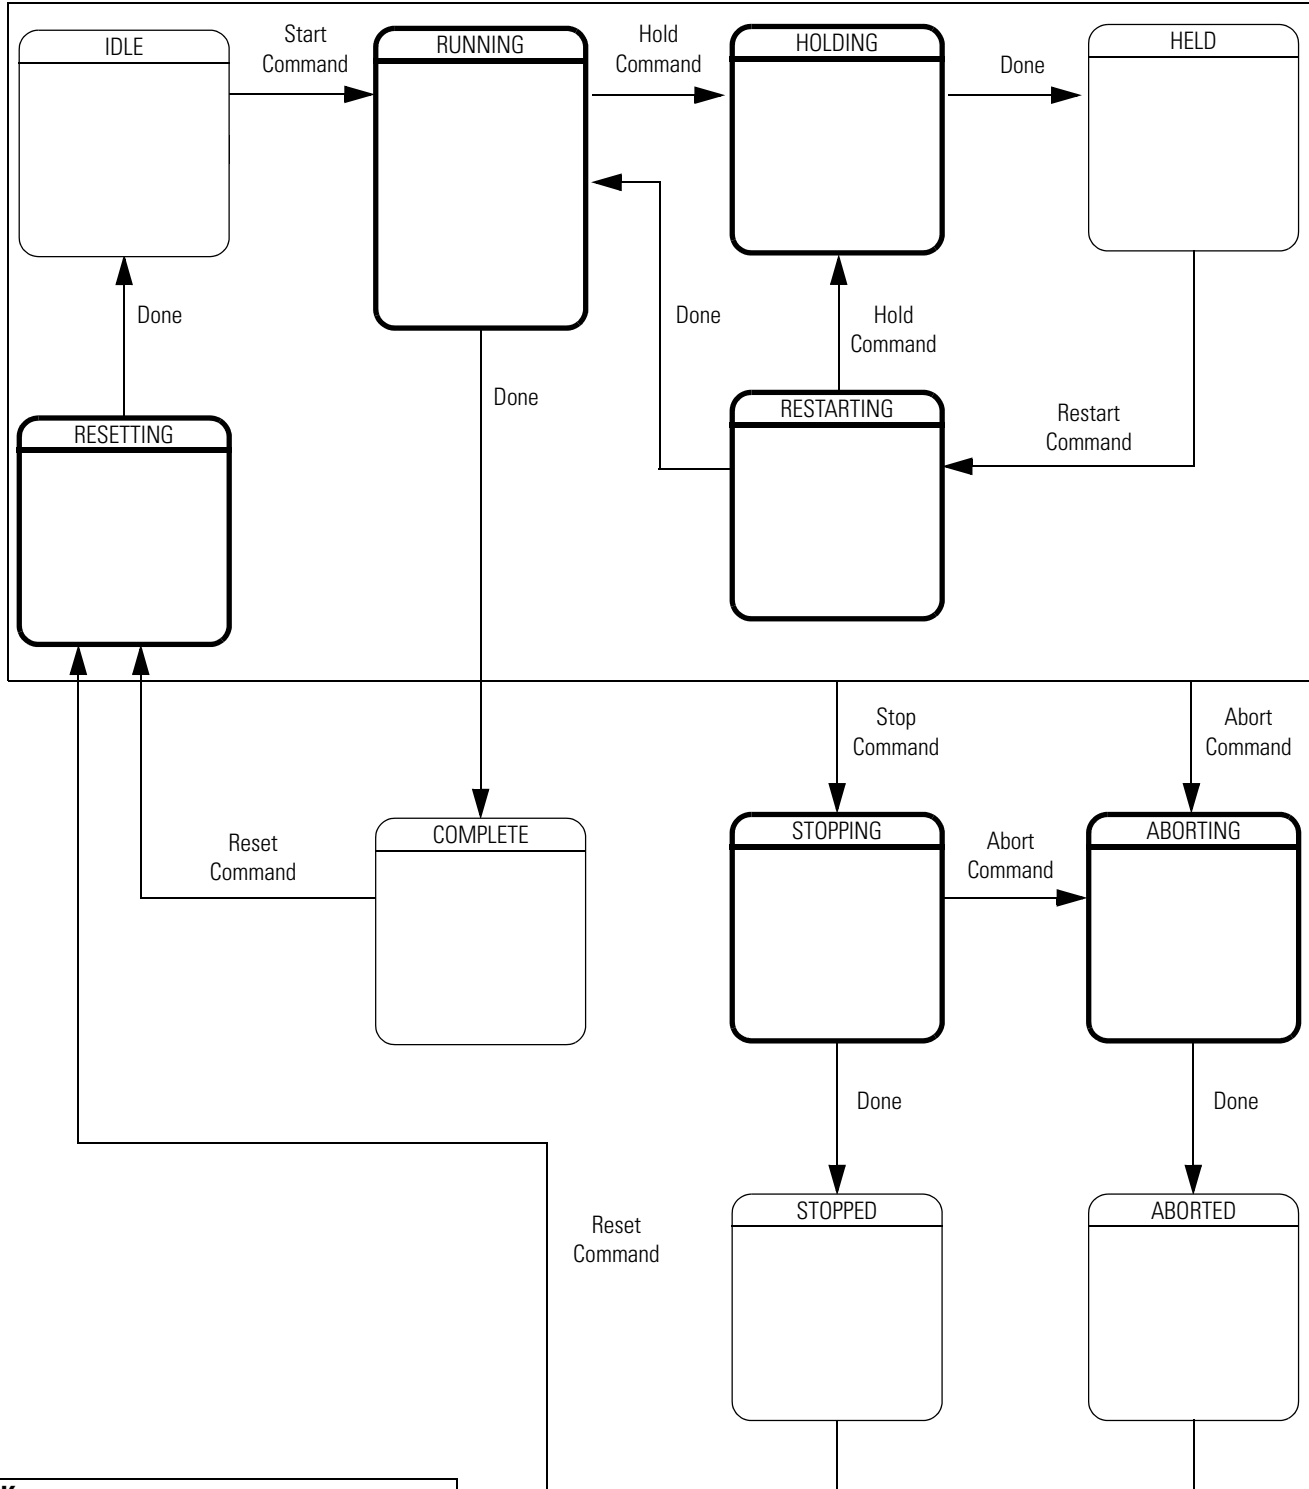 IDLE
Start
Command
RUNNING
Hold
Command
HOLDING
Done
HELD
Done
Done
Done
Hold
Command
RESTARTING
Restart
Command
RESETTING
Stop
Command
Abort
Command
Reset
Command
COMPLETE
STOPPING
Abort
Command
ABORTING
Done
Done
Reset
Command
STOPPED
ABORTED